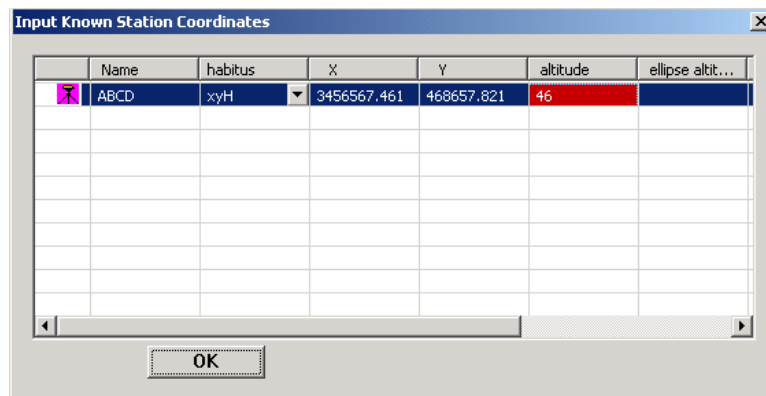 Input Known Station Coordinates
Name habitus X Y altitude ellipse altit...
ABCD xyH 3456567.461 468657.821 46
OK